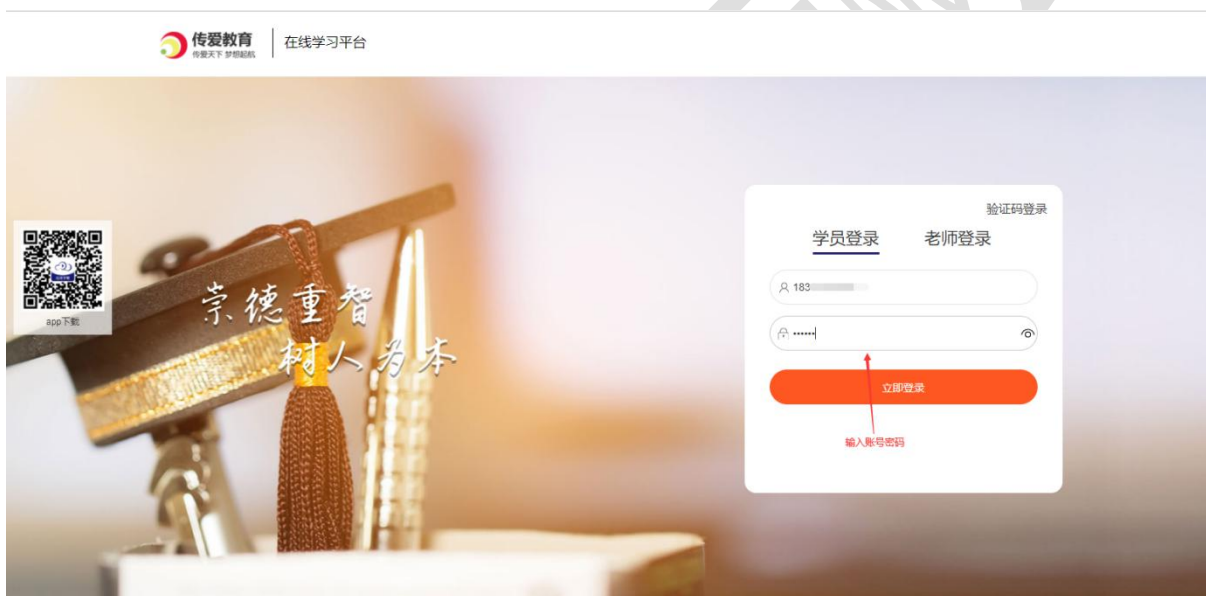 传爱教育
传爱天下 梦想起航
在线学习平台
验证码登录
学员登录 老师登录
183
••••••
立即登录
输入账号密码
app下载
崇德重智
树人为本